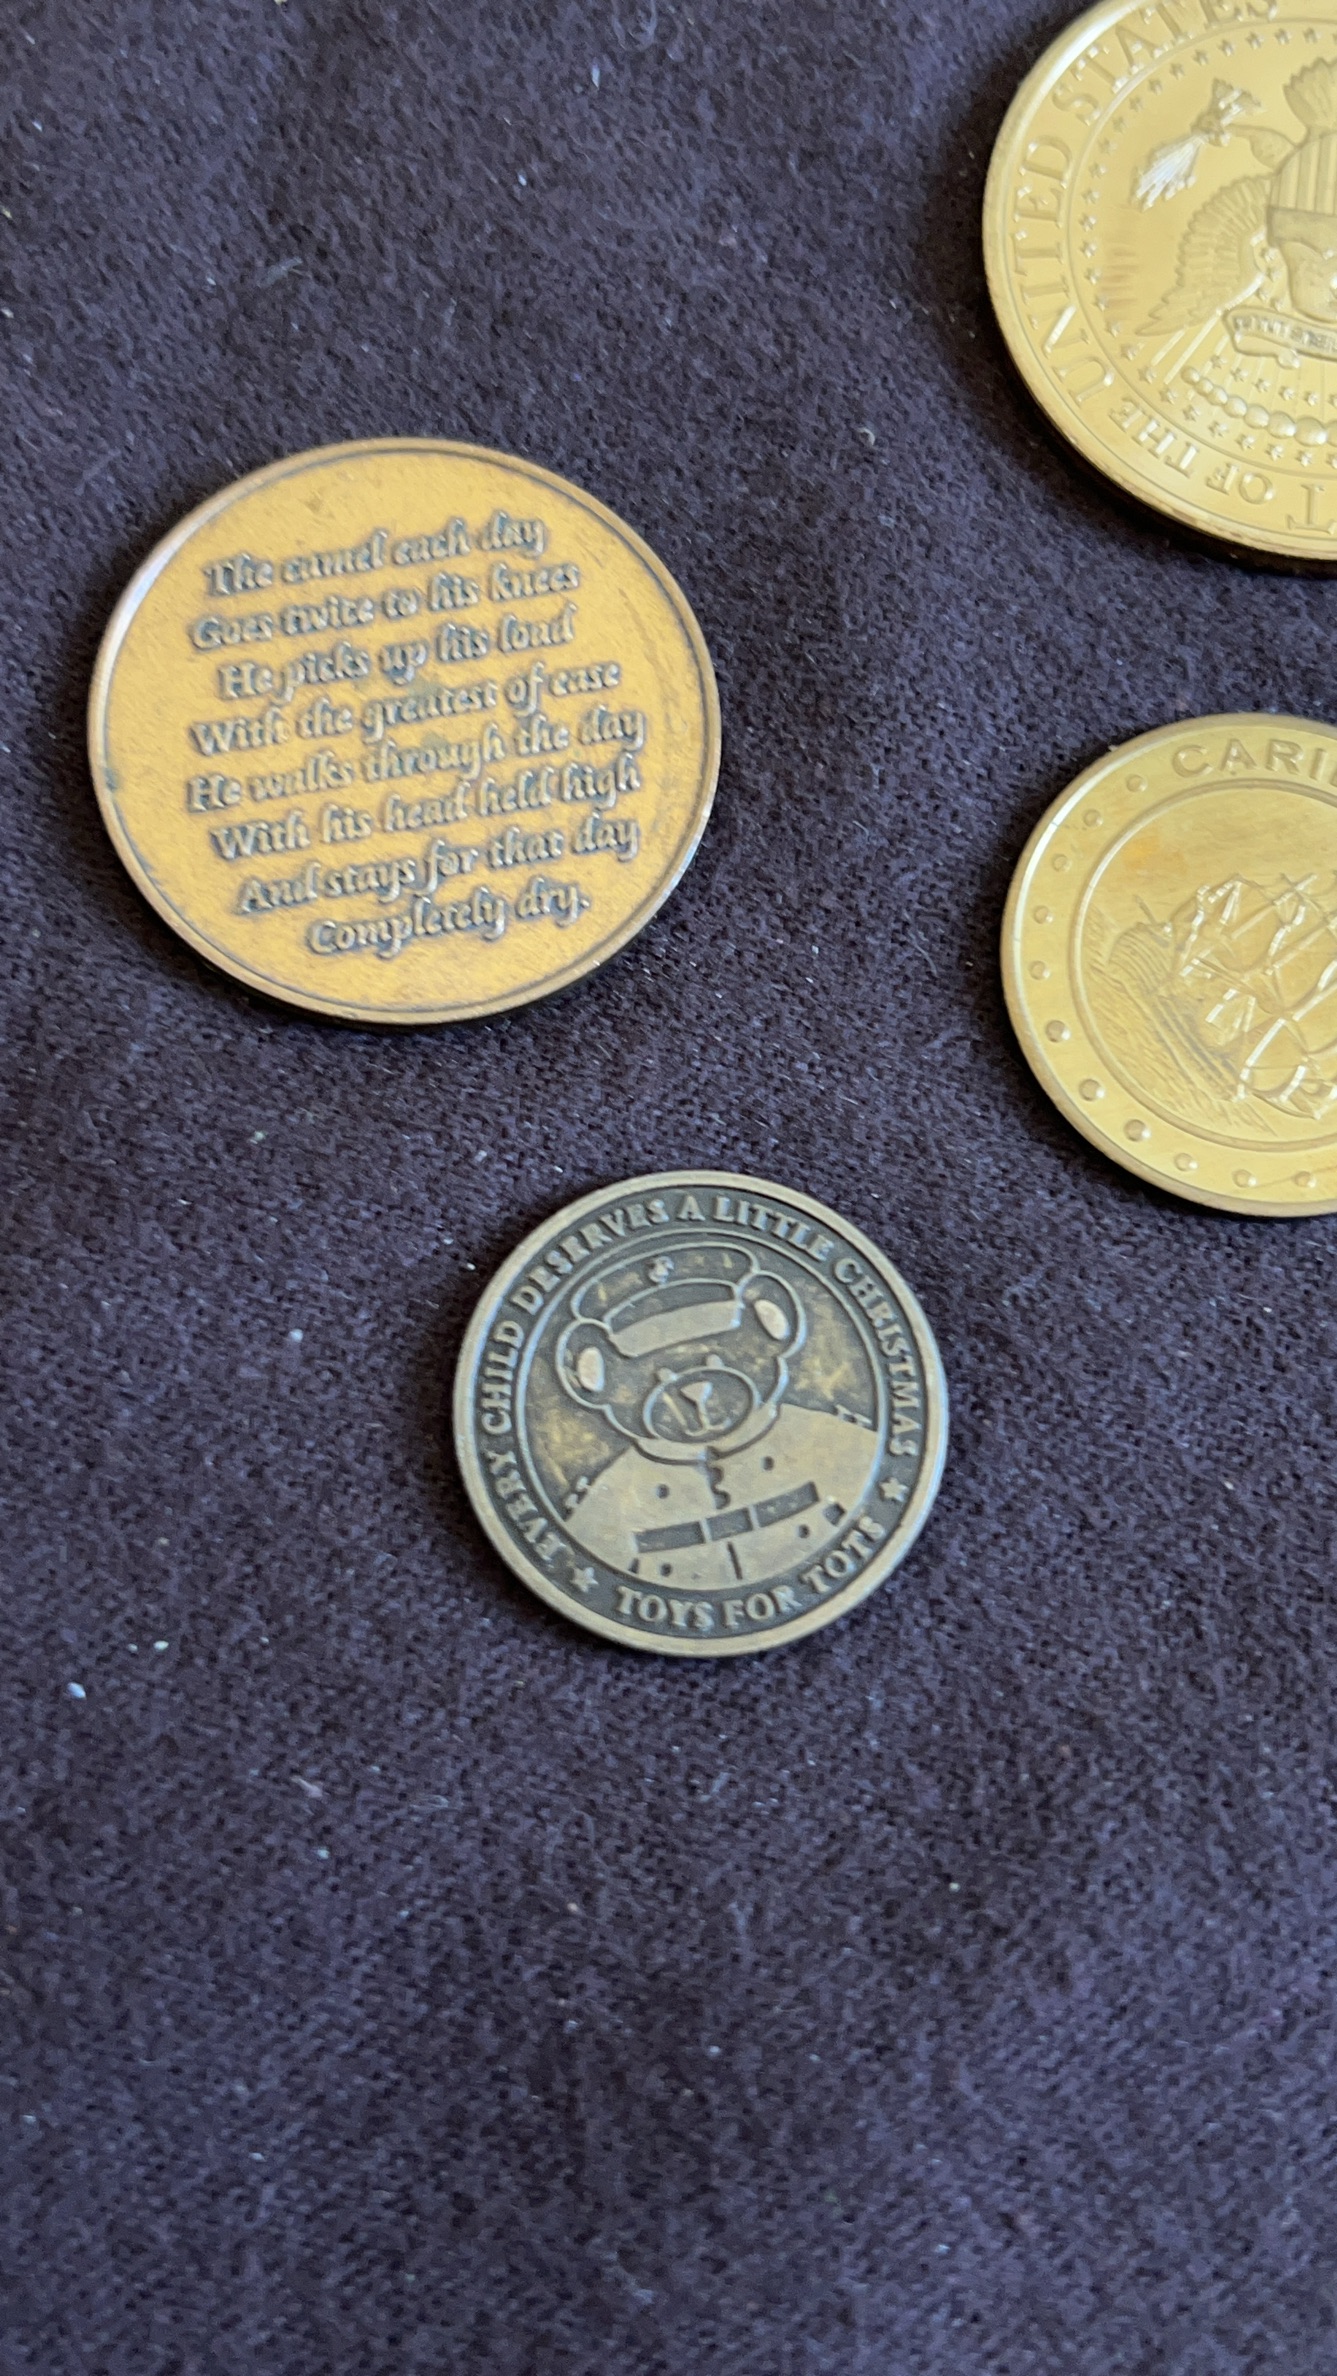 UNITED STATES
OF THE
The camel each day
Goes twice to his knees
He picks up his load
With the greatest of ease
He walks through the day
With his head held high
And stays for that day
Completely dry.
CARI
EVERY CHILD DESERVES A LITTLE CHRISTMAS
TOYS FOR TOTS